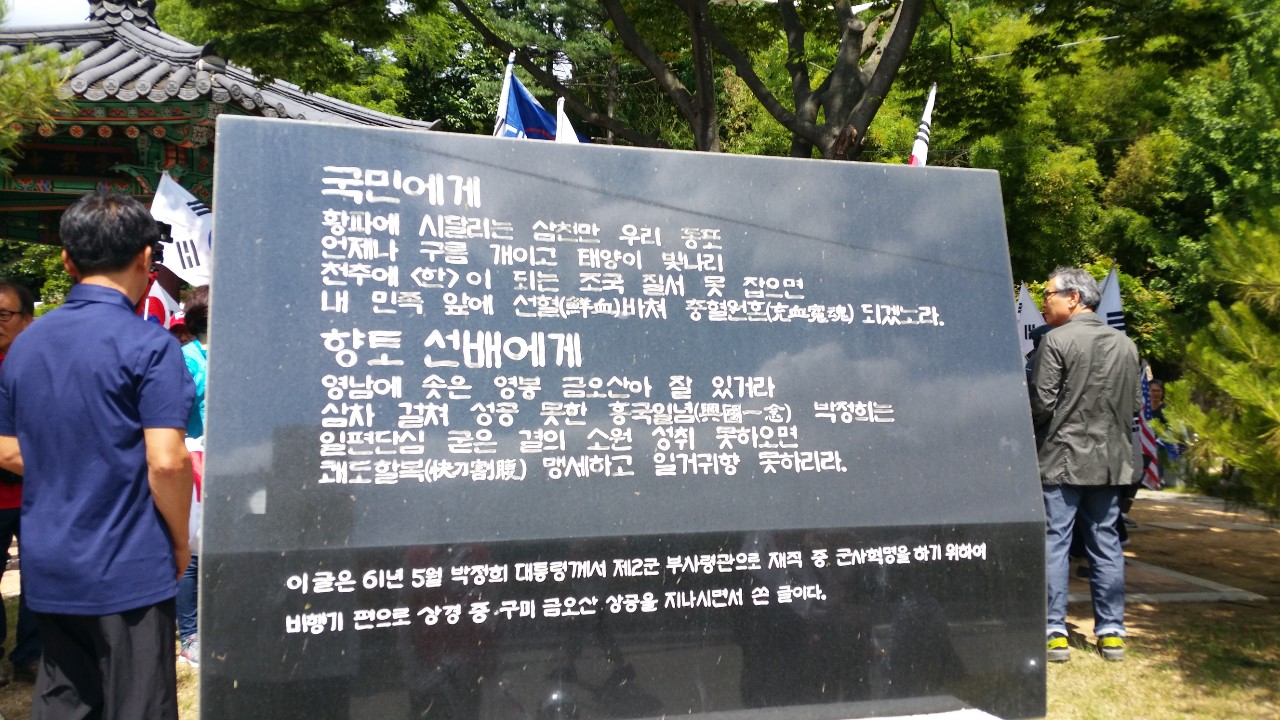 국민에게
황파에 시달리는 삼천만 우리 동포
언제나 구름 개이고 태양이 빛나리
천추에 <한>이 되는 조국 질서 못 잡으면
내 민족 앞에 선혈(鮮血)바쳐 충혈원혼(充血寃魂) 되겠노라.
향토 선배에게
영남에 솟은 영봉 금오산아 잘 있거라
삼차 걸쳐 성공 못한 흥국일념(興國一念) 박정희는
일편단심 굳은 결의 소원 성취 못하오면
쾌도할복(快刀割腹) 맹세하고 일거귀향 못하리라.
이 글은 61년 5월 박정희 대통령께서 제2군 부사령관으로 재직 중 군사혁명을 하기 위하여
비행기 편으로 상경 중 구미 금오산 상공을 지나시면서 쓴 글이다.